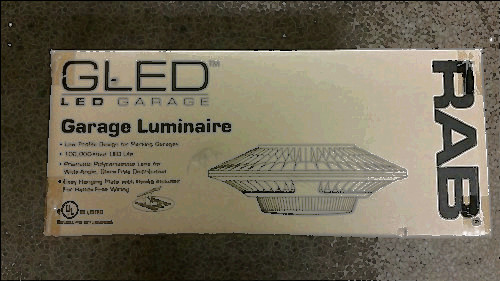 GLED™
LED GARAGE
Garage Luminaire
• Low Profile Design for Parking Garages
• 100,000-Hour LED Life
• Prismatic Polycarbonate Lens for
Wide-Angle, Glare-Free Distribution
• Easy Hanging Plate with Hooks
For Hands-Free Wiring
UL
RAB®